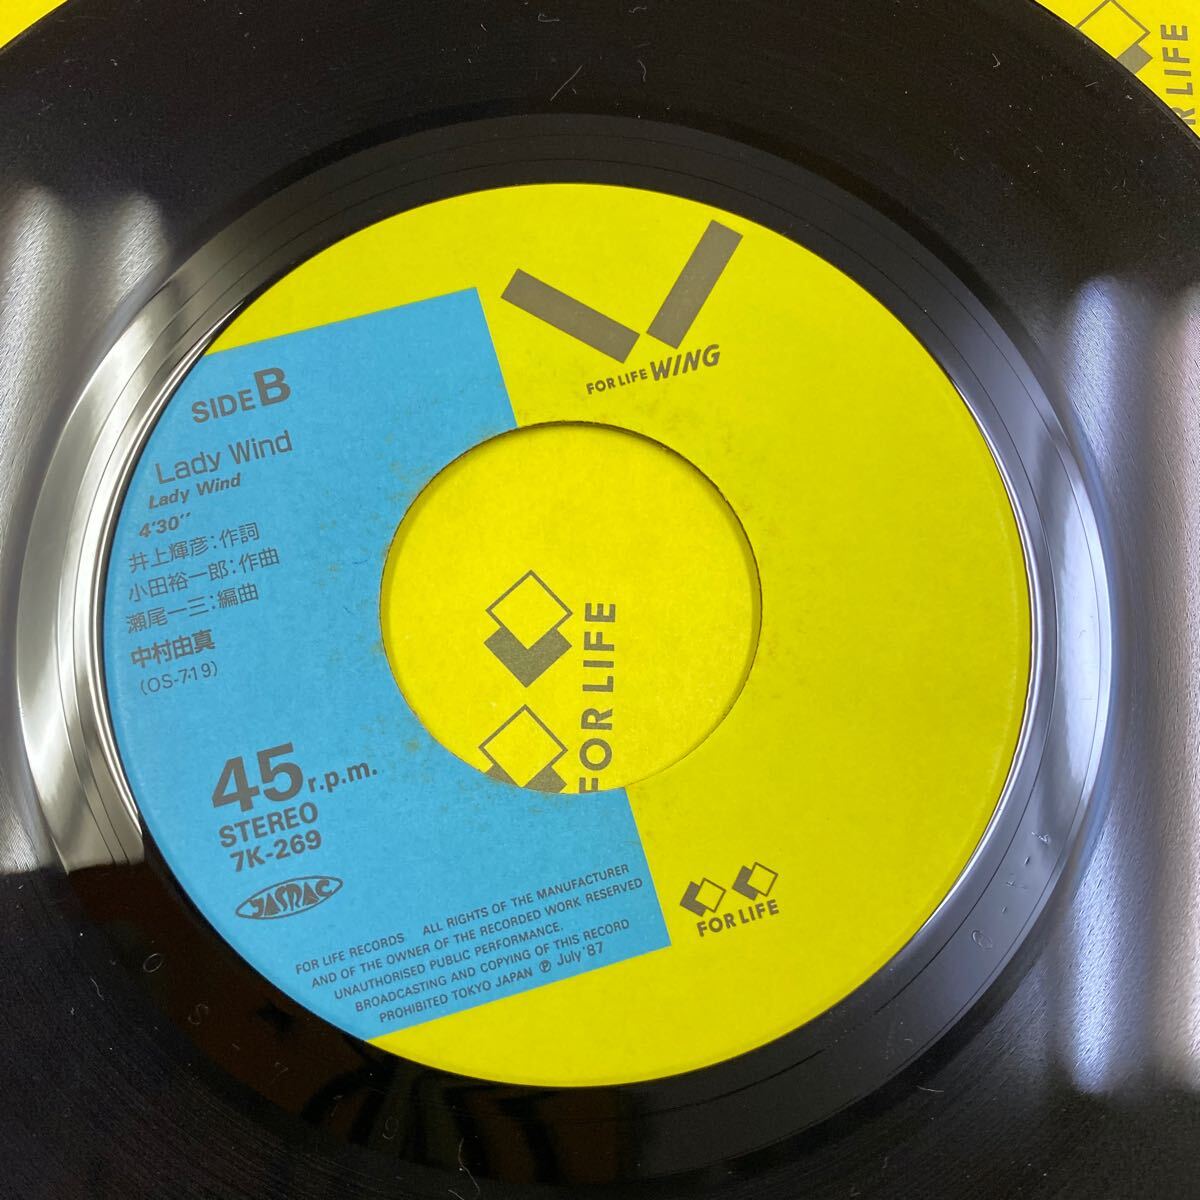 FOR LIFE
FOR LIFE WING
SIDE B
Lady Wind
Lady Wind
4'30"
井上輝彦:作詞
小田裕一郎:作曲
瀬尾一三:編曲
中村由真
(OS-719)
45 r.p.m.
STEREO
7K-269
JASRAC
FOR LIFE
FOR LIFE
FOR LIFE
FOR LIFE RECORDS ALL RIGHTS OF THE MANUFACTURER
AND OF THE OWNER OF THE RECORDED WORK RESERVED
UNAUTHORISED PUBLIC PERFORMANCE.
BROADCASTING AND COPYING OF THIS RECORD
PROHIBITED TOKYO JAPAN Ⓟ July '87